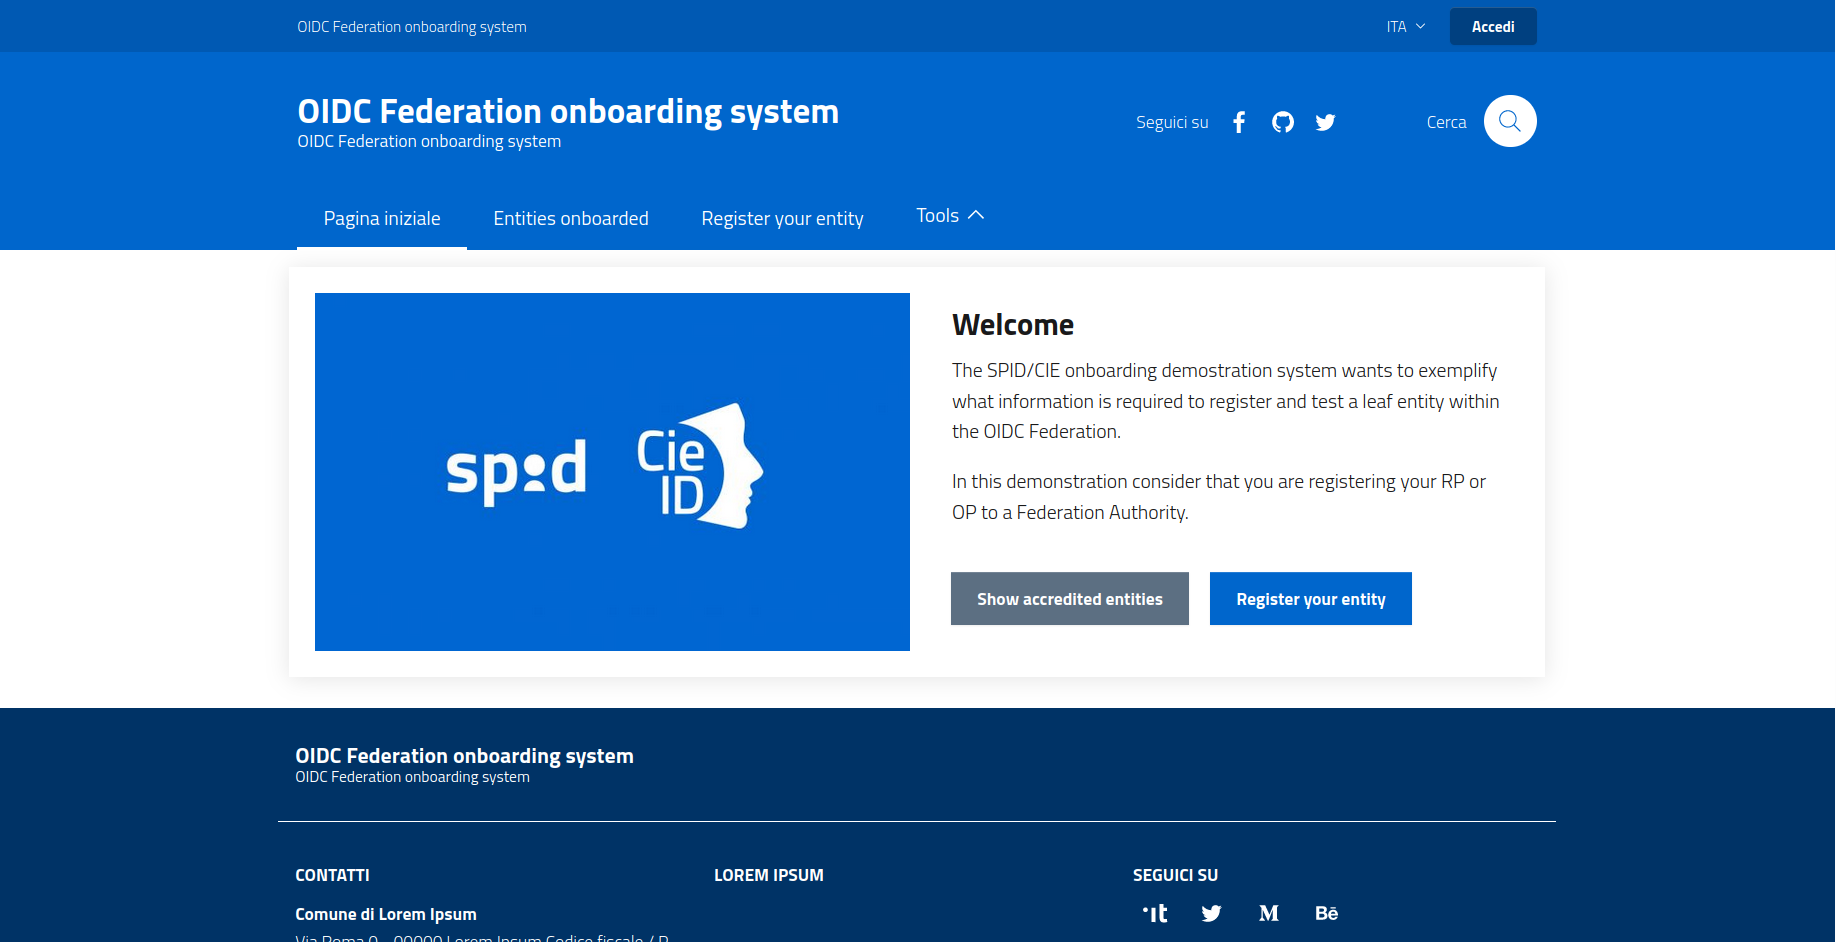 OIDC Federation onboarding system
ITA
Accedi
OIDC Federation onboarding system
OIDC Federation onboarding system
Seguici su
Cerca
Pagina iniziale
Entities onboarded
Register your entity
Tools
spid
Cie
ID
Welcome
The SPID/CIE onboarding demostration system wants to exemplify
what information is required to register and test a leaf entity within
the OIDC Federation.
In this demonstration consider that you are registering your RP or
OP to a Federation Authority.
Show accredited entities
Register your entity
OIDC Federation onboarding system
OIDC Federation onboarding system
CONTATTI
LOREM IPSUM
SEGUICI SU
Comune di Lorem Ipsum
it
M
Bē
Via Roma 0 - 00000 Lorem Ipsum Codice fiscale / P.